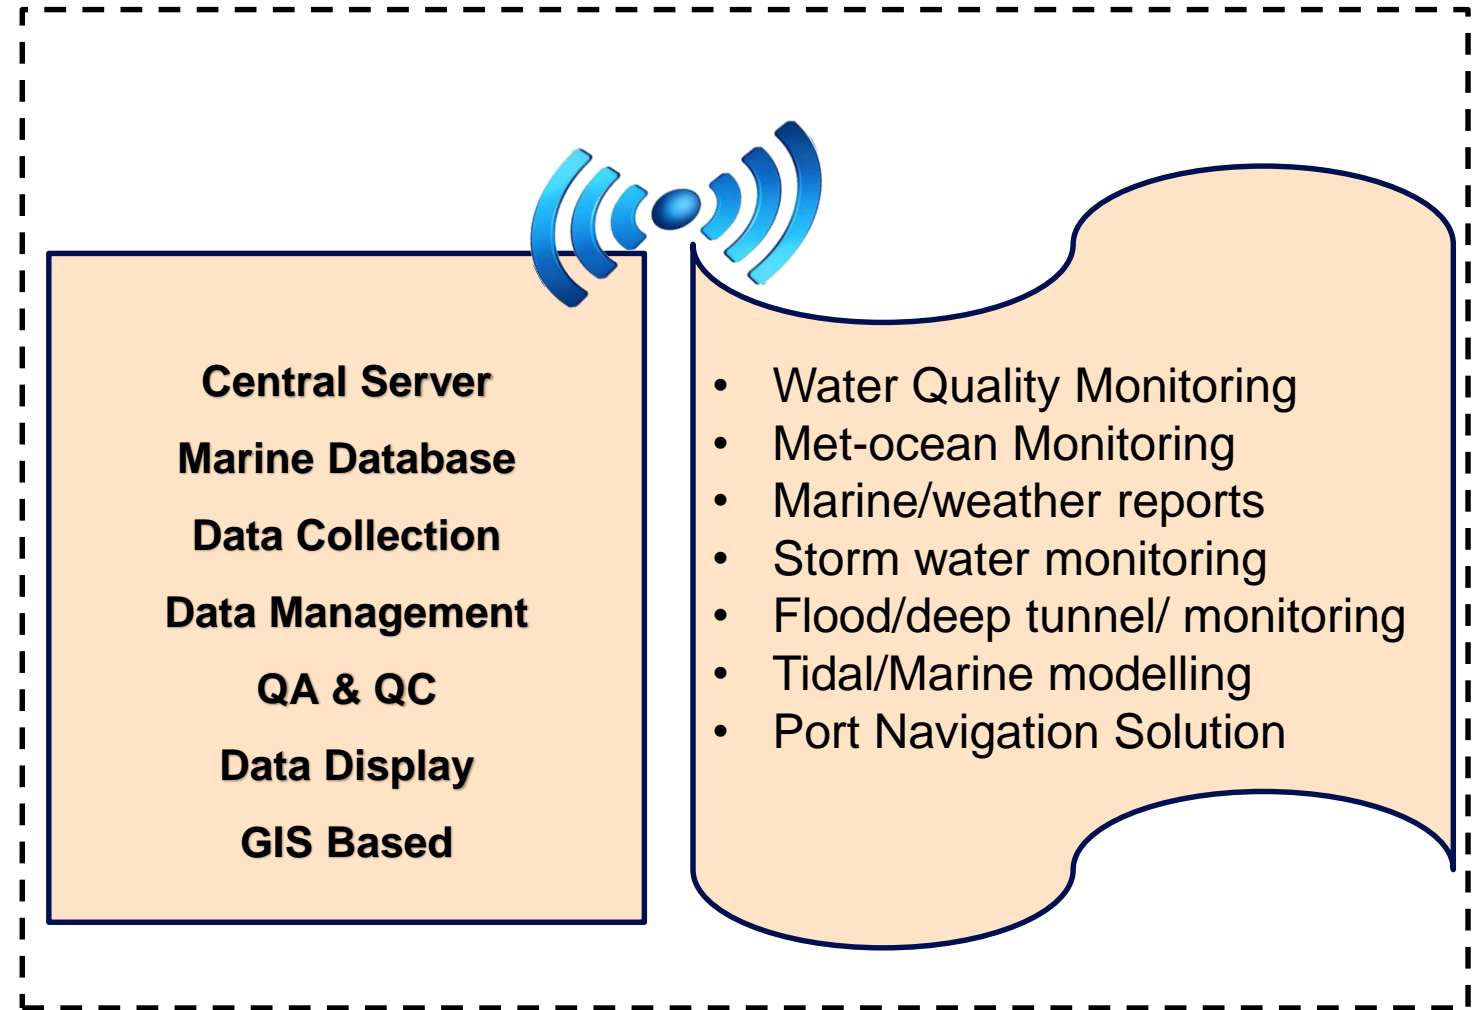 Central Server
Marine Database
Data Collection
Data Management
QA & QC
Data Display
GIS Based
• Water Quality Monitoring
• Met-ocean Monitoring
• Marine/weather reports
• Storm water monitoring
• Flood/deep tunnel/ monitoring
• Tidal/Marine modelling
• Port Navigation Solution